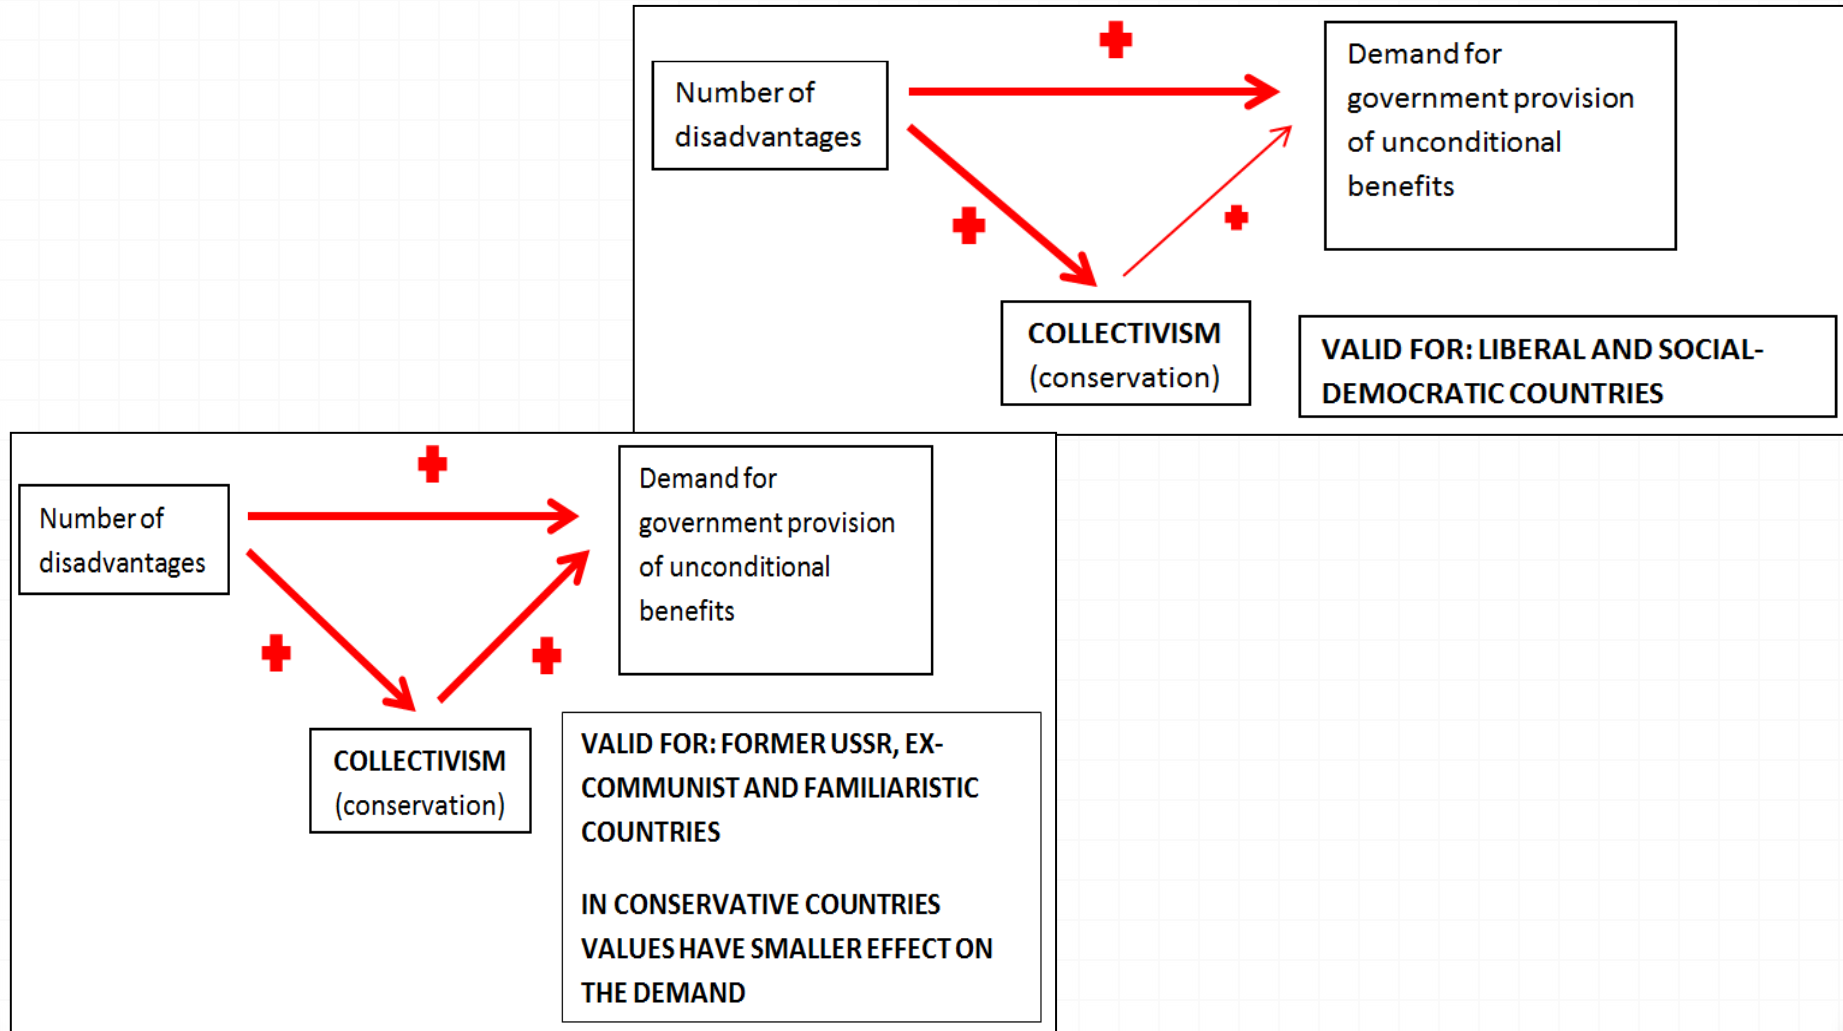 Number of
disadvantages
Demand for
government provision
of unconditional
benefits
COLLECTIVISM
(conservation)
VALID FOR: LIBERAL AND SOCIAL-
DEMOCRATIC COUNTRIES
Number of
disadvantages
Demand for
government provision
of unconditional
benefits
COLLECTIVISM
(conservation)
VALID FOR: FORMER USSR, EX-
COMMUNIST AND FAMILIARISTIC
COUNTRIES
IN CONSERVATIVE COUNTRIES
VALUES HAVE SMALLER EFFECT ON
THE DEMAND